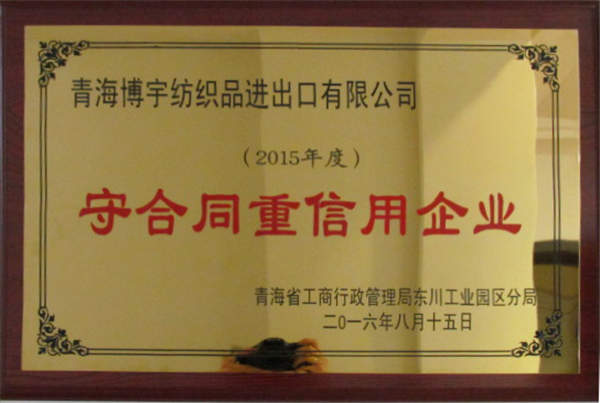 青海博宇纺织品进出口有限公司
（2015年度）
守合同重信用企业
青海省工商行政管理局东川工业园区分局
二0一六年八月十五日